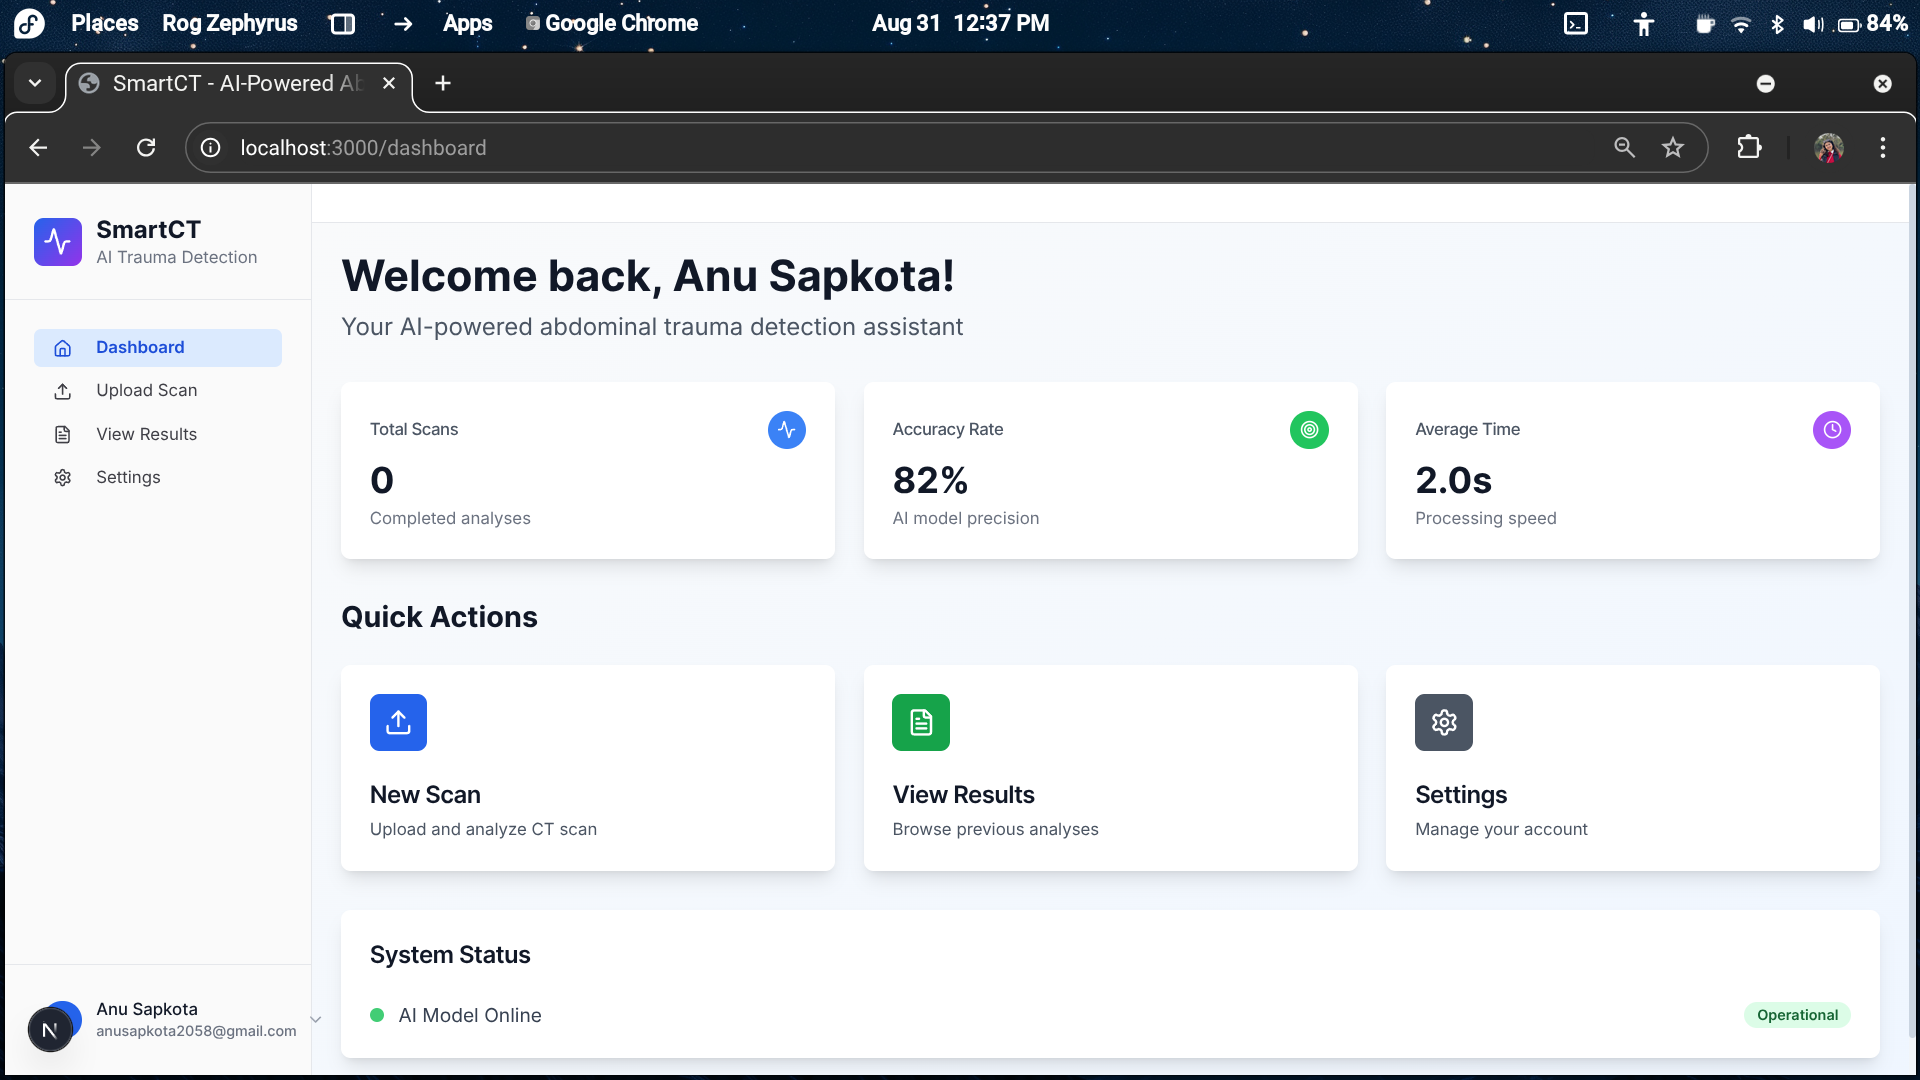 Places Rog Zephyrus → Apps Google Chrome Aug 31 12:37 PM 84%
SmartCT - AI-Powered Ab
localhost:3000/dashboard
SmartCT
AI Trauma Detection
Dashboard
Upload Scan
View Results
Settings
Welcome back, Anu Sapkota!
Your AI-powered abdominal trauma detection assistant
Total Scans
0
Completed analyses
Accuracy Rate
82%
AI model precision
Average Time
2.0s
Processing speed
Quick Actions
New Scan
Upload and analyze CT scan
View Results
Browse previous analyses
Settings
Manage your account
System Status
AI Model Online
Operational
N
Anu Sapkota
anusapkota2058@gmail.com